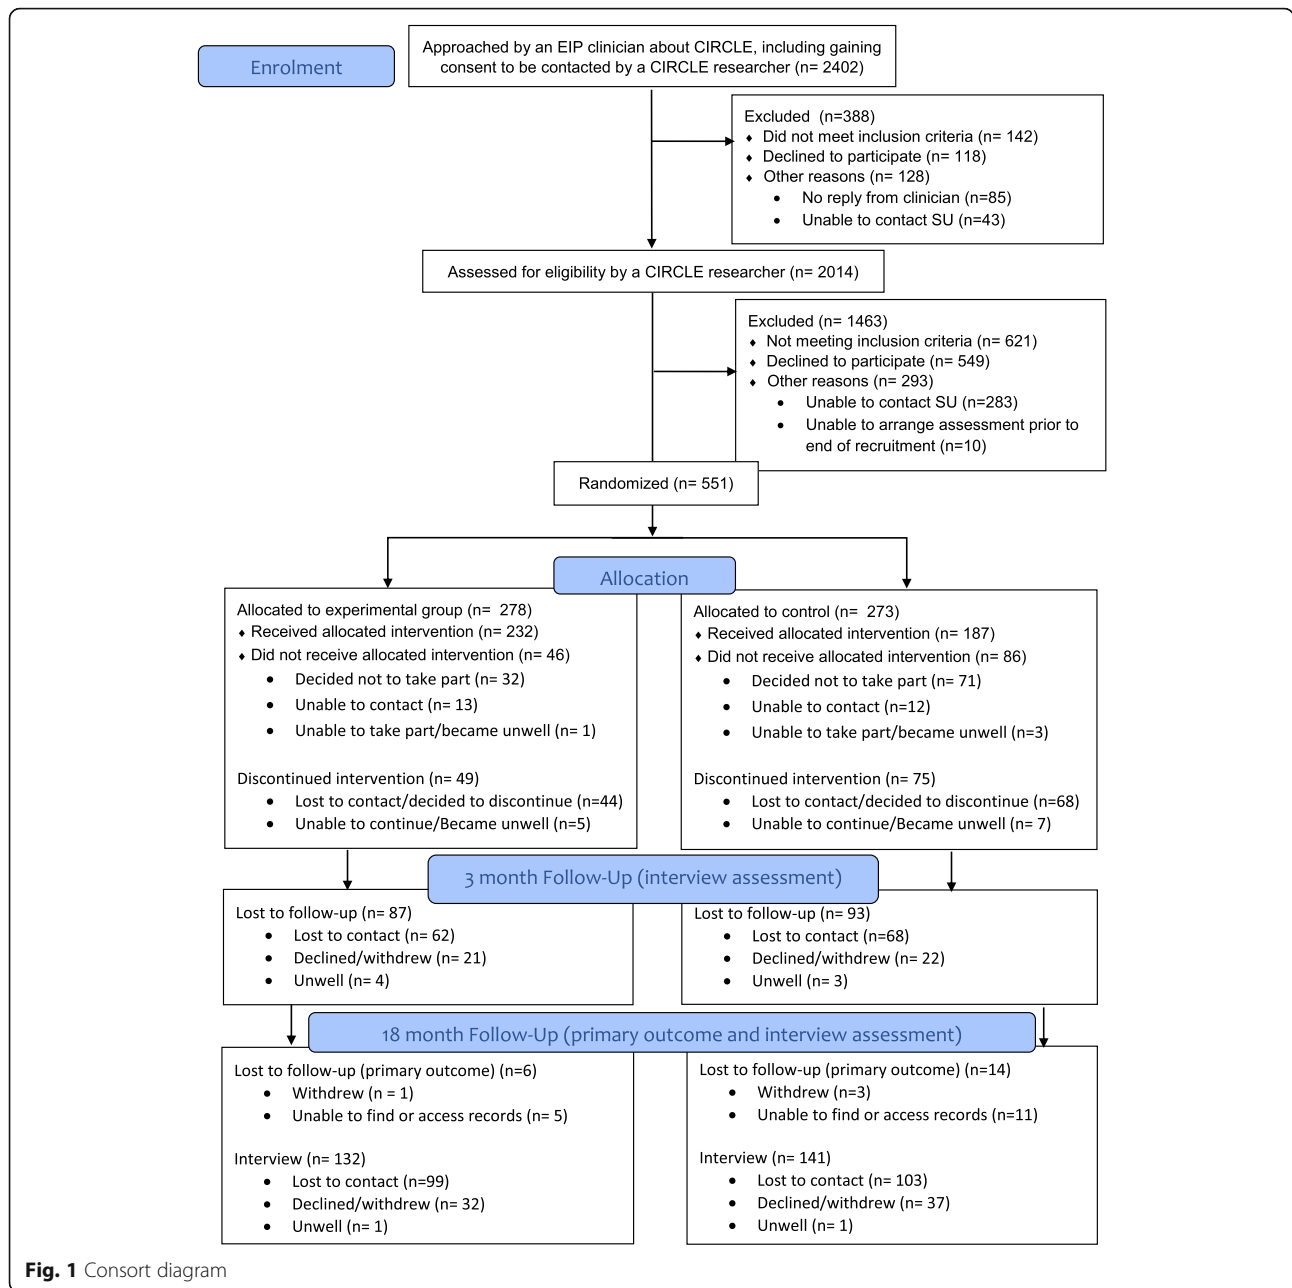 Enrolment
Approached by an EIP clinician about CIRCLE, including gaining
consent to be contacted by a CIRCLE researcher (n= 2402)
Excluded (n=388)
♦ Did not meet inclusion criteria (n= 142)
♦ Declined to participate (n= 118)
♦ Other reasons (n= 128)
• No reply from clinician (n=85)
• Unable to contact SU (n=43)
Assessed for eligibility by a CIRCLE researcher (n= 2014)
Excluded (n= 1463)
♦ Not meeting inclusion criteria (n= 621)
♦ Declined to participate (n= 549)
♦ Other reasons (n= 293)
• Unable to contact SU (n=283)
• Unable to arrange assessment prior to
end of recruitment (n=10)
Randomized (n= 551)
Allocation
Allocated to experimental group (n= 278)
♦ Received allocated intervention (n= 232)
♦ Did not receive allocated intervention (n= 46)
• Decided not to take part (n= 32)
• Unable to contact (n= 13)
• Unable to take part/became unwell (n= 1)
Discontinued intervention (n= 49)
• Lost to contact/decided to discontinue (n=44)
• Unable to continue/Became unwell (n=5)
Allocated to control (n= 273)
♦ Received allocated intervention (n= 187)
♦ Did not receive allocated intervention (n= 86)
• Decided not to take part (n= 71)
• Unable to contact (n=12)
• Unable to take part/became unwell (n=3)
Discontinued intervention (n= 75)
• Lost to contact/decided to discontinue (n=68)
• Unable to continue/Became unwell (n= 7)
3 month Follow-Up (interview assessment)
Lost to follow-up (n= 87)
• Lost to contact (n= 62)
• Declined/withdrew (n= 21)
• Unwell (n= 4)
Lost to follow-up (n= 93)
• Lost to contact (n=68)
• Declined/withdrew (n= 22)
• Unwell (n= 3)
18 month Follow-Up (primary outcome and interview assessment)
Lost to follow-up (primary outcome) (n=6)
• Withdrew (n = 1)
• Unable to find or access records (n= 5)
Interview (n= 132)
• Lost to contact (n=99)
• Declined/withdrew (n= 32)
• Unwell (n= 1)
Lost to follow-up (primary outcome) (n=14)
• Withdrew (n=3)
• Unable to find or access records (n=11)
Interview (n= 141)
• Lost to contact (n= 103)
• Declined/withdrew (n= 37)
• Unwell (n= 1)
Fig. 1 Consort diagram